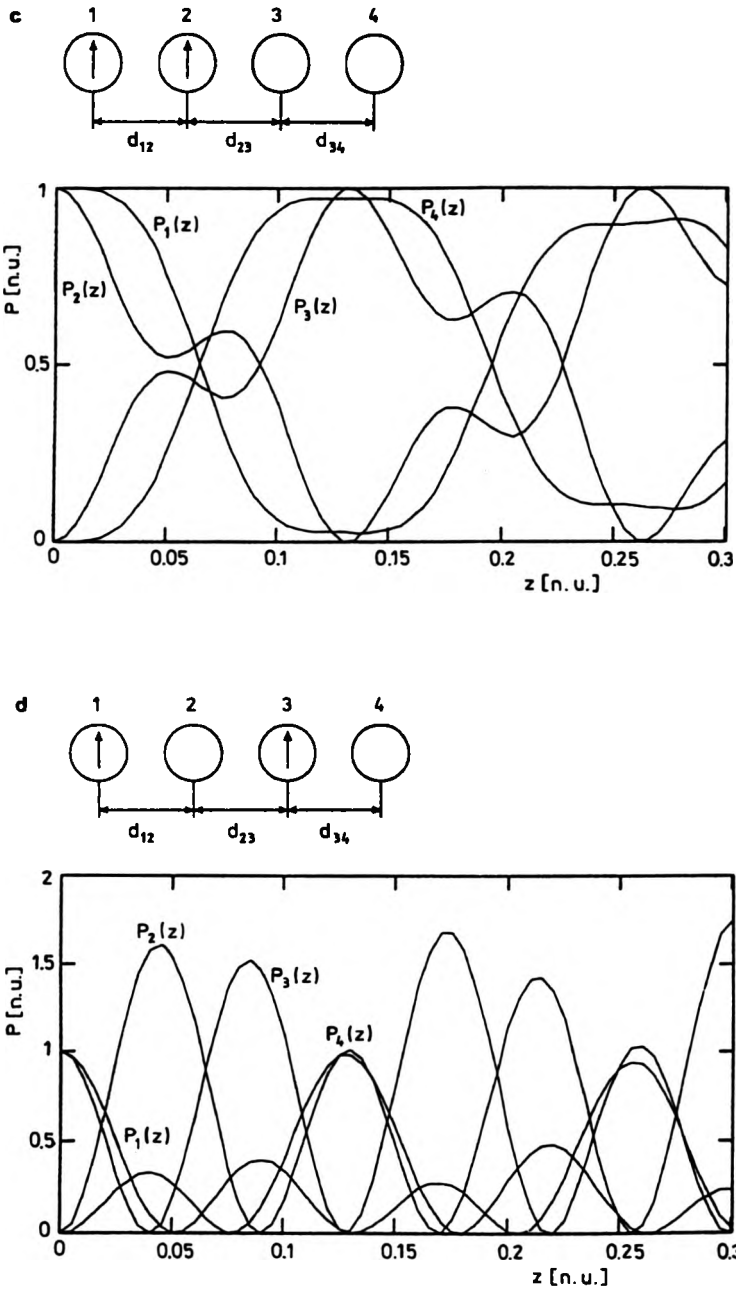 c 1 2 3 4
d₁₂ d₂₃ d₃₄
1
P₁(z) P₄(z)
P₂(z) P₃(z)
P [n.u.]
0.5
0
0 0.05 0.1 0.15 0.2 0.25 0.3
z [n.u.]
d 1 2 3 4
d₁₂ d₂₃ d₃₄
2
P₂(z)
1.5
P₃(z)
P [n.u.]
P₄(z)
1
P₁(z)
0.5
0
0 0.05 0.1 0.15 0.2 0.25 0.3
z [n.u.]